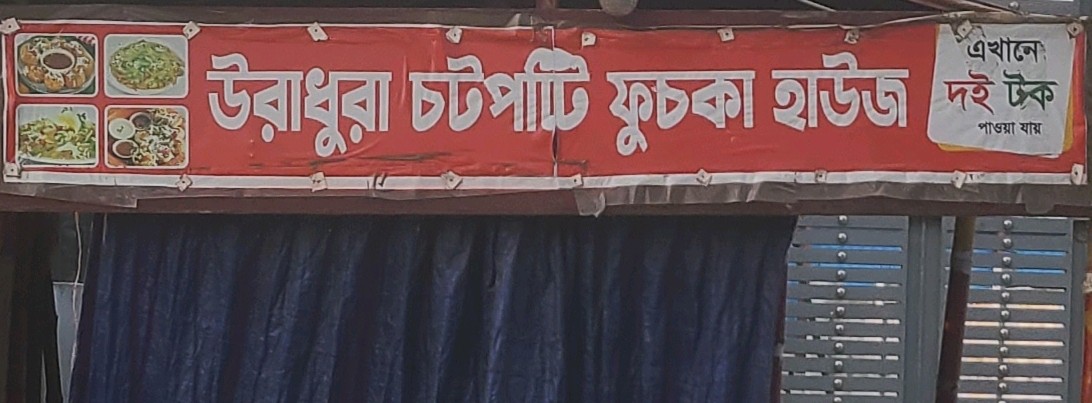 উরাধুরা চটপটি ফুচকা হাউজ
এখানে
দই টক
পাওয়া যায়